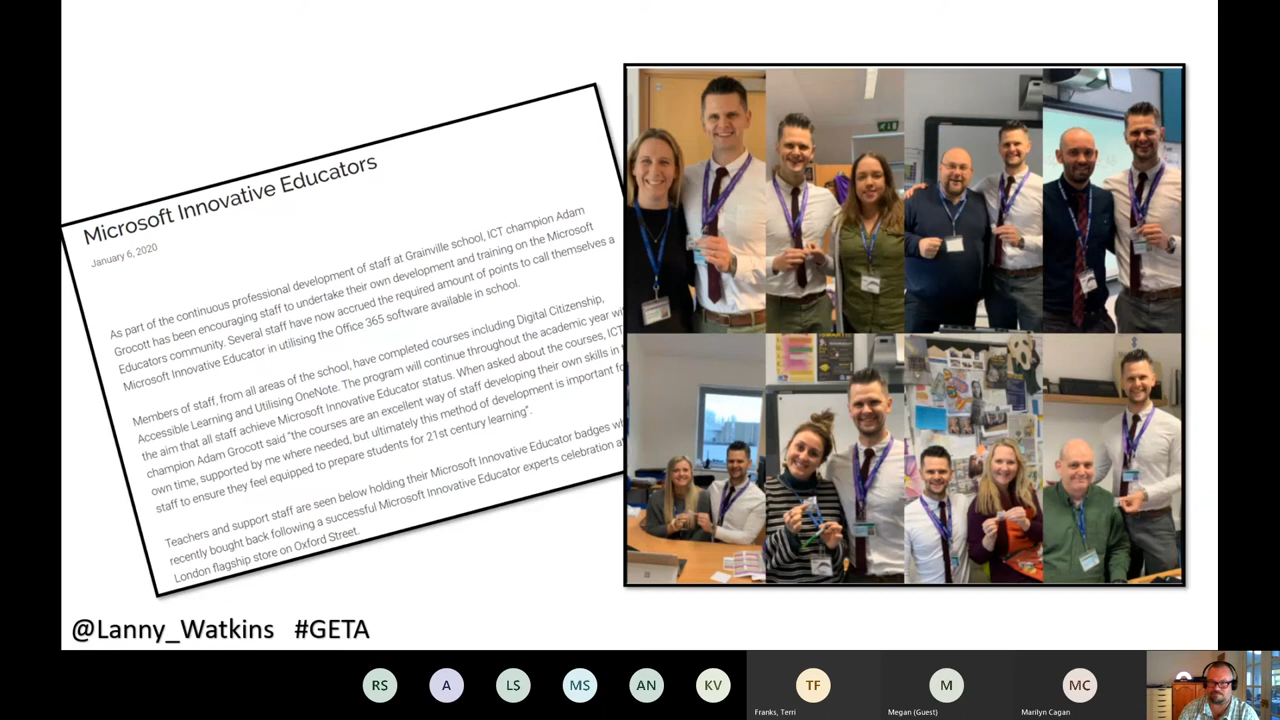 Microsoft Innovative Educators
January 6, 2020
As part of the continuous professional development of staff at Grainville school, ICT champion Adam
Grocott has been encouraging staff to undertake their own development and training on the Microsoft
Educators community. Several staff have now accrued the required amount of points to call themselves a
Microsoft Innovative Educator in utilising the Office 365 software available in school.
Members of staff, from all areas of the school, have completed courses including Digital Citizenship,
Accessible Learning and Utilising OneNote. The program will continue throughout the academic year
the aim that all staff achieve Microsoft Innovative Educator status. When asked about the courses, ICT
champion Adam Grocott said "the courses are an excellent way of staff developing their own skills in
own time, supported by me where needed, but ultimately this method of development is important
staff to ensure they feel equipped to prepare students for 21st century learning".
Teachers and support staff are seen below holding their Microsoft Innovative Educator badges
recently bought back following a successful Microsoft Innovative Educator experts celebration
London flagship store on Oxford Street.
@Lanny_Watkins #GETA
RS A LS MS AN KV TF M MC
Franks, Terri Megan (Guest) Marilyn Cagan